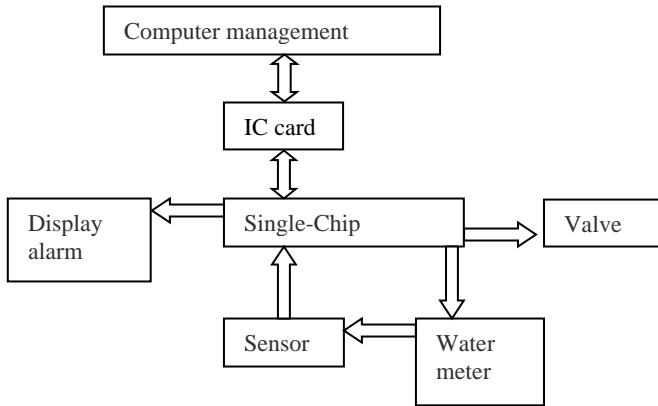 Computer management
IC card
Display
alarm
Single-Chip
Valve
Sensor
Water
meter